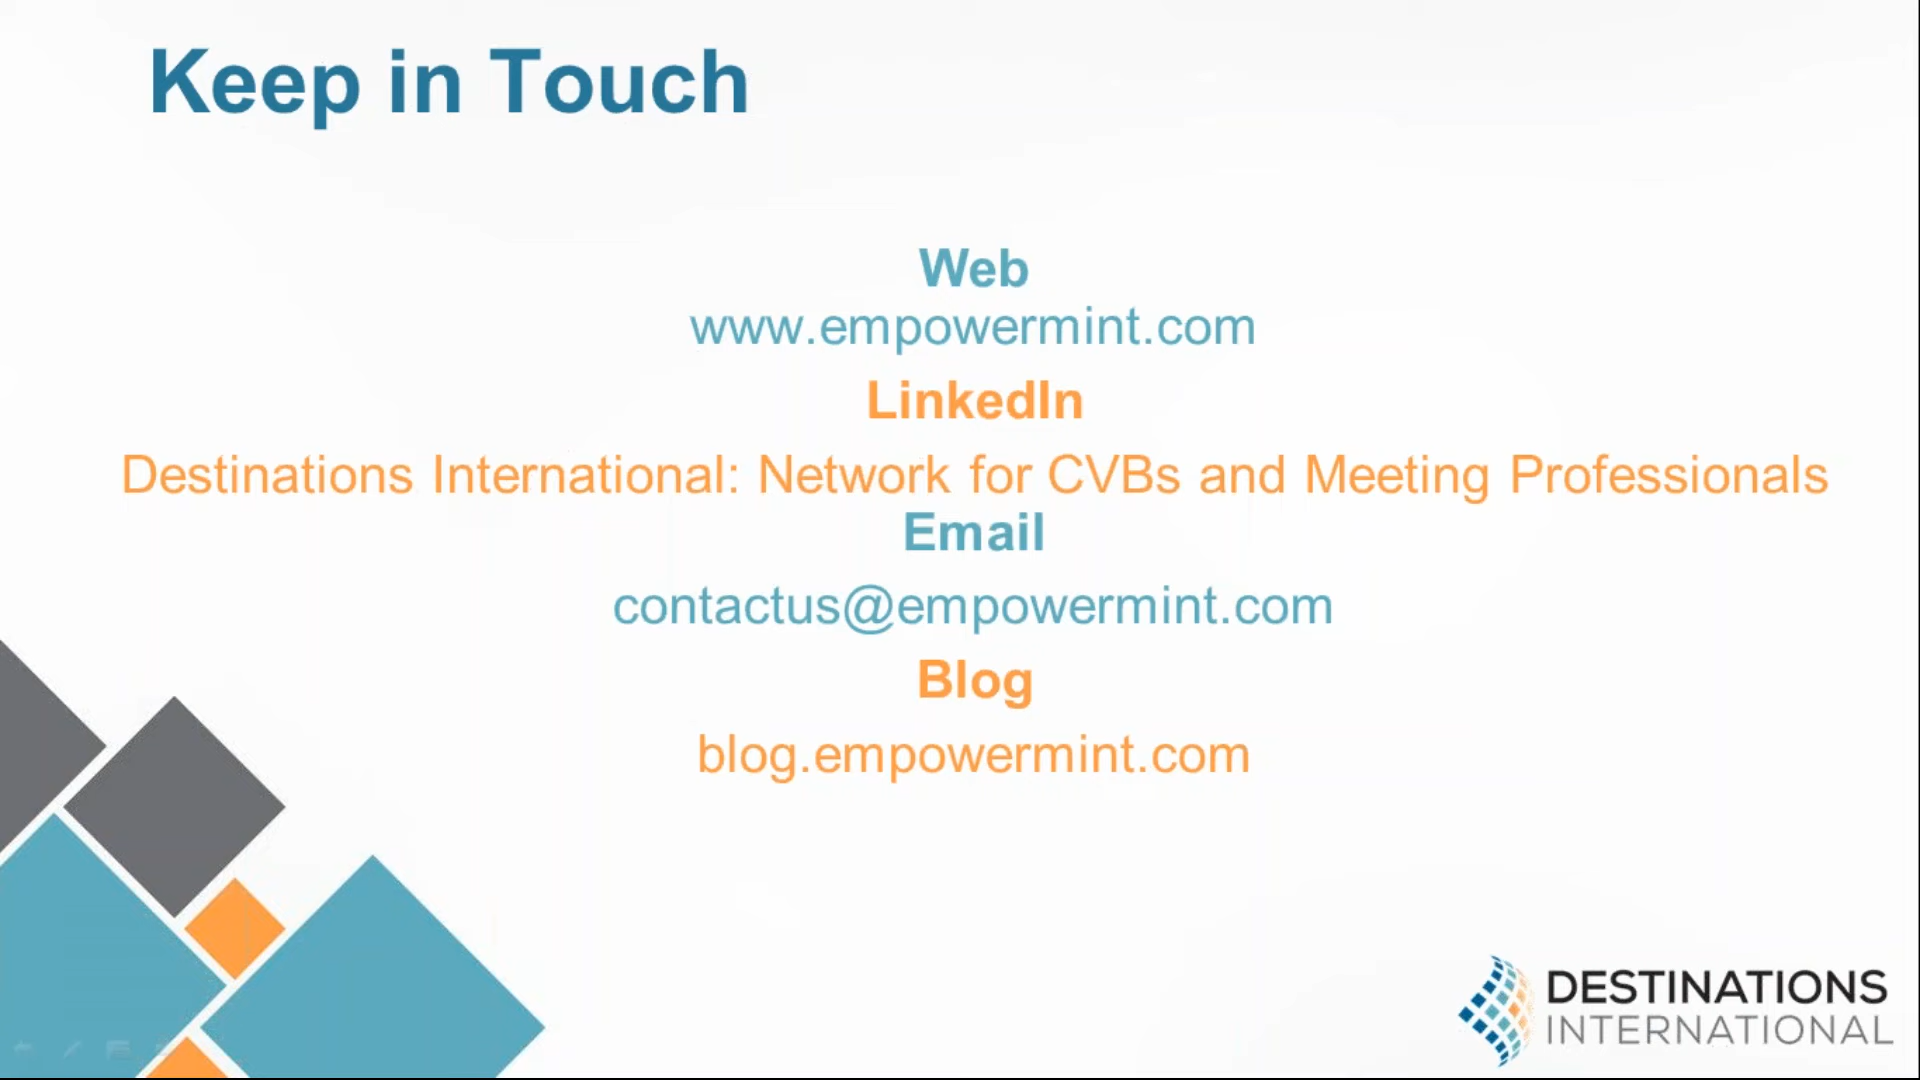 Keep in Touch
Web
www.empowermint.com
LinkedIn
Destinations International: Network for CVBs and Meeting Professionals
Email
contactus@empowermint.com
Blog
blog.empowermint.com
DESTINATIONS
INTERNATIONAL